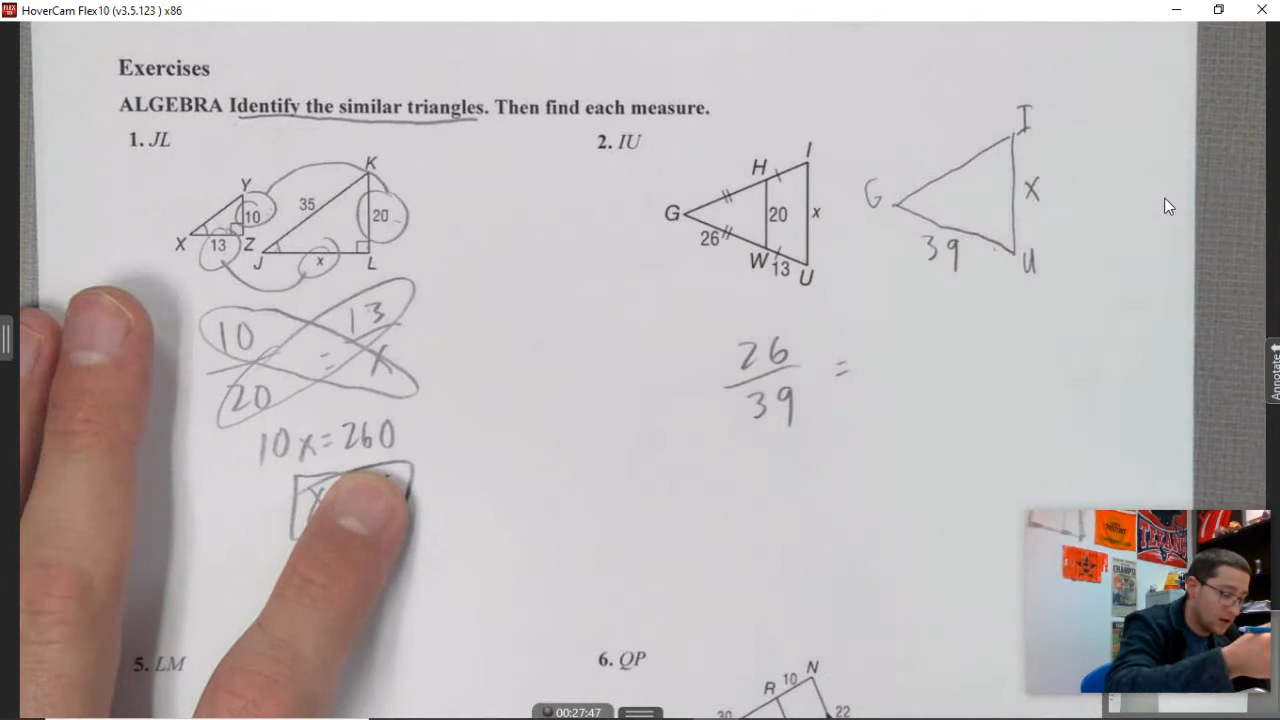 HoverCam Flex10 (v3.5.123) x86
Exercises
ALGEBRA Identify the similar triangles. Then find each measure.
1. JL
2. IU
Y
K
35
10
20
X
13
Z
J
x
L
H
I
G
20
x
26
W
13
U
I
G
X
39
U
10
13
=
20
X
10x=260
x
26
=
39
5. LM
6. QP
N
10
R
22
00:27:47
Annotate
TEXANS